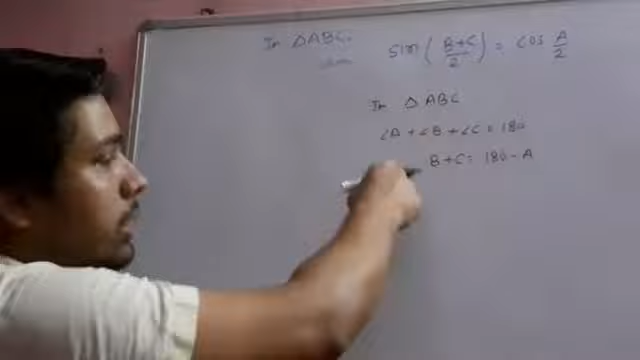 In △ABC, sin(B+C/2) = cos A/2
In △ABC
∠A + ∠B + ∠C = 180
B+C = 180 - A